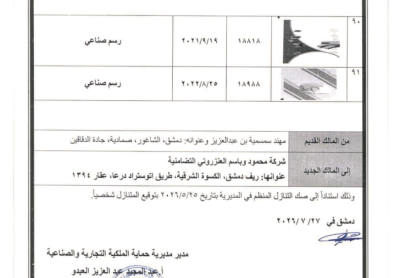 ٩٠ ١٨٨١٨ ٢٠٢١/٩/١٩ رسم صناعي
٩١ ١٨٩٨٨ ٢٠٢٢/٨/٢٥ رسم صناعي
من المالك القديم مهند سمسمية بن عبدالعزيز وعنوانه: دمشق، الشاغور، صمادية، جادة الدقاقين
إلى المالك الجديد شركة محمود وباسم العنزروتي التضامنية
عنوانها: ريف دمشق، الكسوة الشرقية، طريق اتوستراد درعا، عقار ١٣٩٤
وذلك استناداً إلى صك التنازل المنظم في المديرية بتاريخ ٢٠٢٦/٥/٢٥ بتوقيع المتنازل شخصياً.
دمشق في ٢٧ / ٧ / ٢٠٢٦
مدير مديرية حماية الملكية التجارية والصناعية
أ.عبد المجيد عبد العزيز العبدو